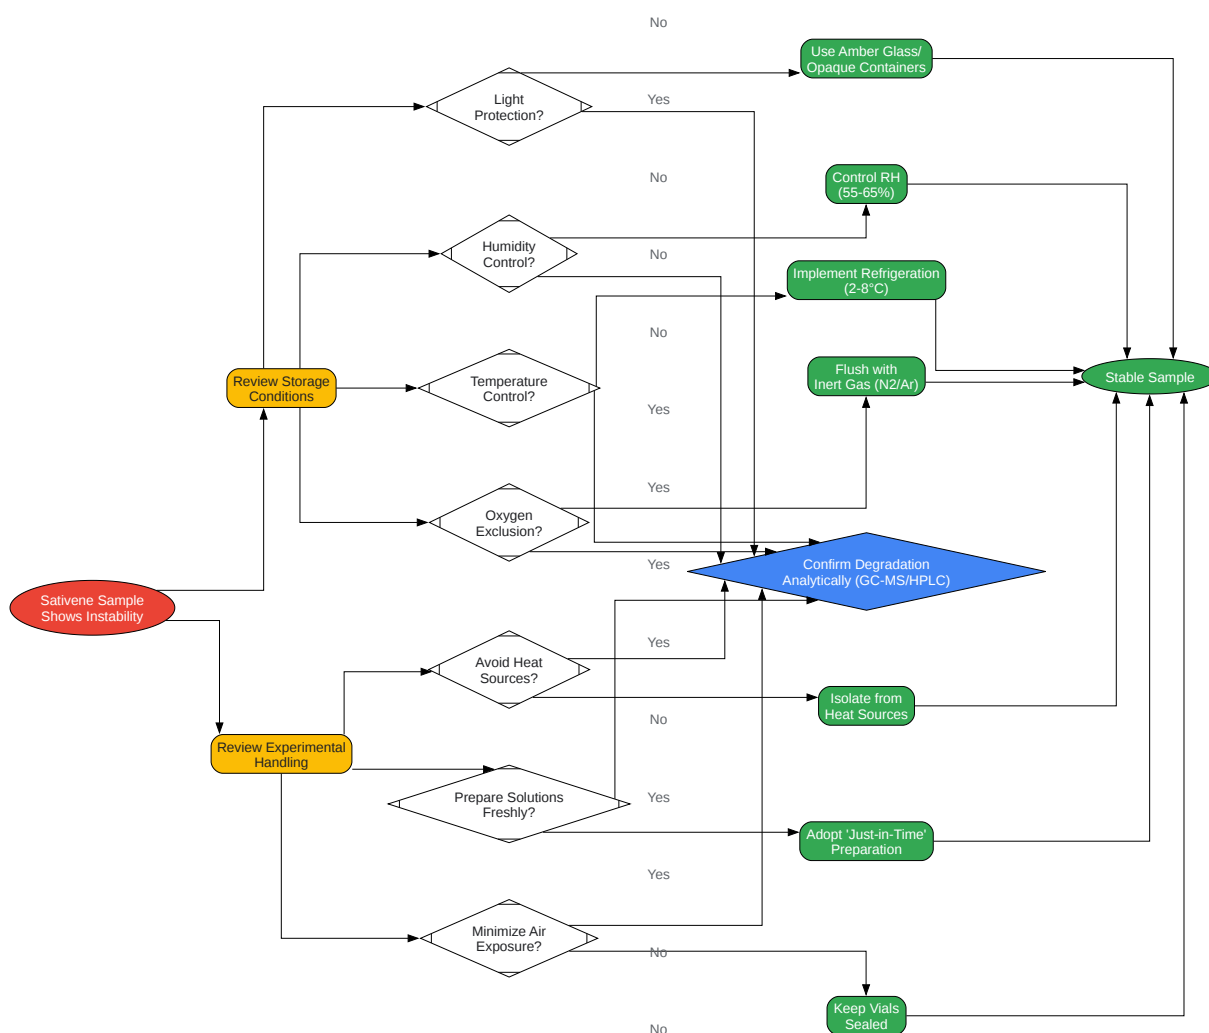 No
Use Amber Glass/
Opaque Containers
Light
Protection?
Yes
No
Control RH
(55-65%)
Humidity
Control?
No
Implement Refrigeration
(2-8°C)
No
Review Storage
Conditions
Temperature
Control?
Flush with
Inert Gas (N2/Ar)
Stable Sample
Yes
Yes
Oxygen
Exclusion?
Yes
Confirm Degradation
Analytically (GC-MS/HPLC)
Sativene Sample
Shows Instability
Yes
Avoid Heat
Sources?
Isolate from
Heat Sources
No
Review Experimental
Handling
Prepare Solutions
Freshly?
Yes
Adopt 'Just-in-Time'
Preparation
Yes
Minimize Air
Exposure?
No
Keep Vials
Sealed
No